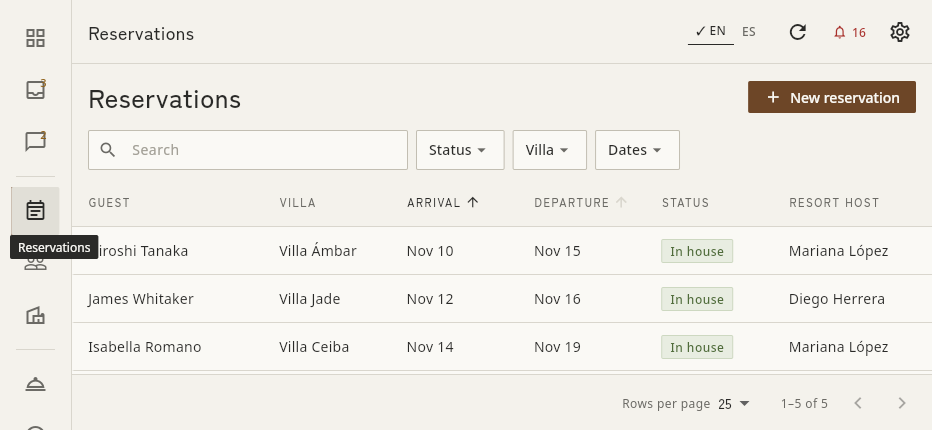 Reservations
✓ EN ES
16
3
2
Reservations
New reservation
Search
Status
Villa
Dates
GUEST VILLA ARRIVAL DEPARTURE STATUS RESORT HOST
Reservations
iroshi Tanaka Villa Ámbar Nov 10 Nov 15 In house Mariana López
James Whitaker Villa Jade Nov 12 Nov 16 In house Diego Herrera
Isabella Romano Villa Ceiba Nov 14 Nov 19 In house Mariana López
Rows per page 25 1–5 of 5